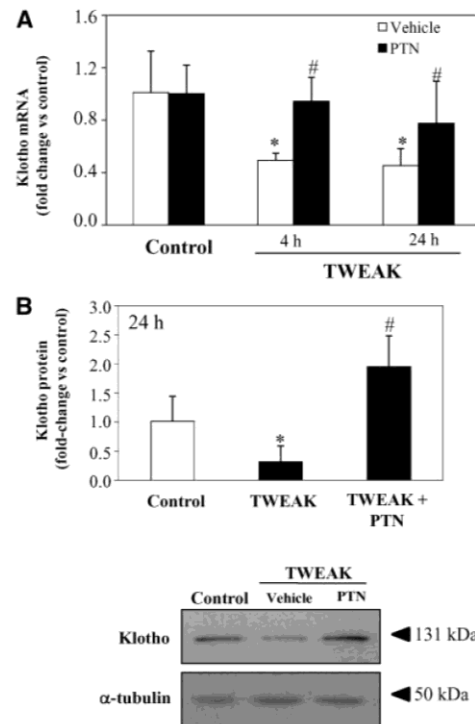 A
Klotho mRNA
(fold change vs control)
1.6
1.2
0.8
0.4
0.0
Vehicle
PTN
*
#
*
#
Control
4 h
24 h
TWEAK
B
Klotho protein
(fold-change vs control)
3.0
2.5
2.0
1.5
1.0
0.5
0.0
24 h
*
#
Control
TWEAK
TWEAK +
PTN
TWEAK
Control
Vehicle
PTN
Klotho
131 kDa
α-tubulin
50 kDa